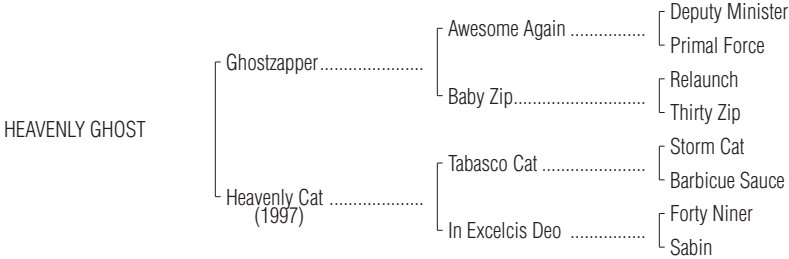 Deputy Minister
Awesome Again ......................
Primal Force
Ghostzapper......................
Relaunch
Baby Zip............................
Thirty Zip
HEAVENLY GHOST
Storm Cat
Tabasco Cat ......................
Barbicue Sauce
Heavenly Cat ....................
(1997)
Forty Niner
In Excelcis Deo ................
Sabin